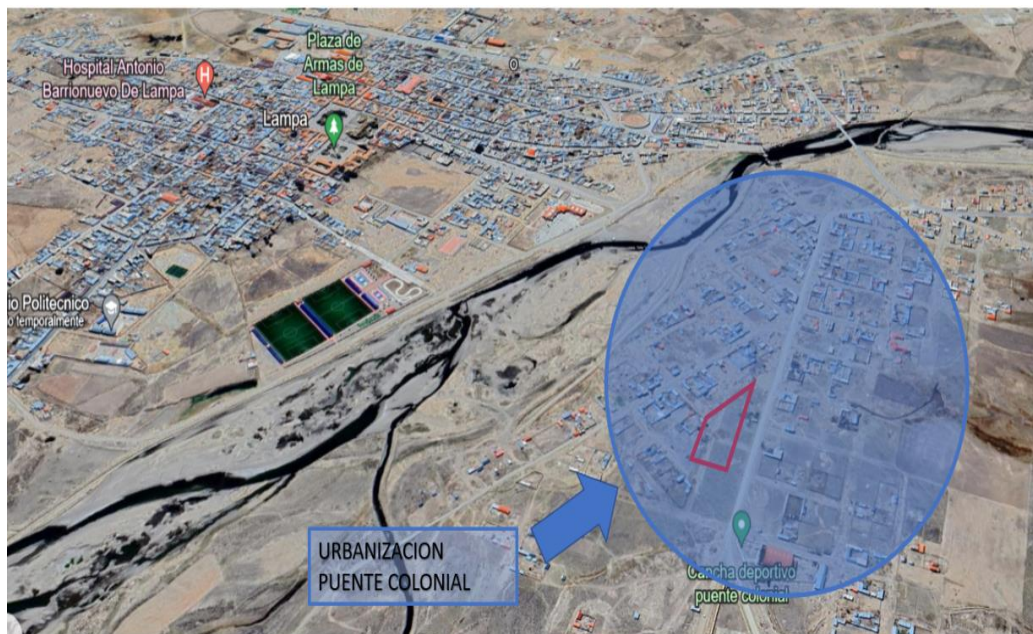 Plaza de
Armas de
Lampa
Hospital Antonio
Barrionuevo De Lampa
H
Lampa
io Politecnico
o temporalmente
URBANIZACION
PUENTE COLONIAL
Cancha deportivo
puente colonial